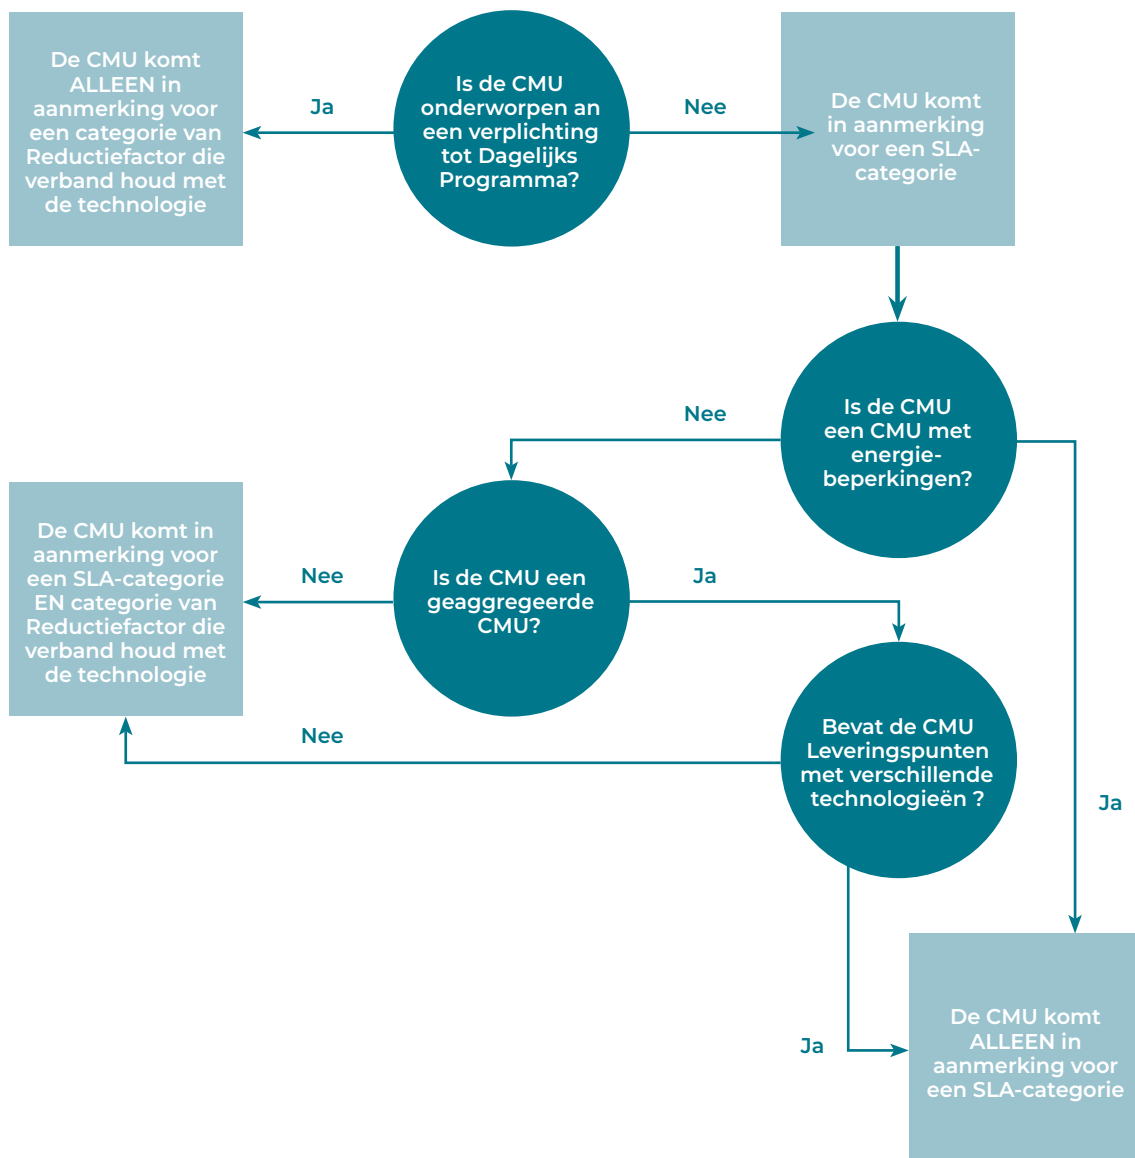 De CMU komt
ALLEEN in
aanmerking voor
een categorie van
Reductiefactor die
verband houd met
de technologie
Ja
Is de CMU
onderworpen an
een verplichting
tot Dagelijks
Programma?
Nee
De CMU komt
in aanmerking
voor een SLA-
categorie
Nee
Is de CMU
een CMU met
energie-
beperkingen?
De CMU komt in
aanmerking voor
een SLA-categorie
EN categorie van
Reductiefactor die
verband houd met
de technologie
Nee
Is de CMU een
geaggregeerde
CMU?
Ja
Nee
Bevat de CMU
Leveringspunten
met verschillende
technologieën ?
Ja
Ja
De CMU komt
ALLEEN in
aanmerking voor
een SLA-categorie